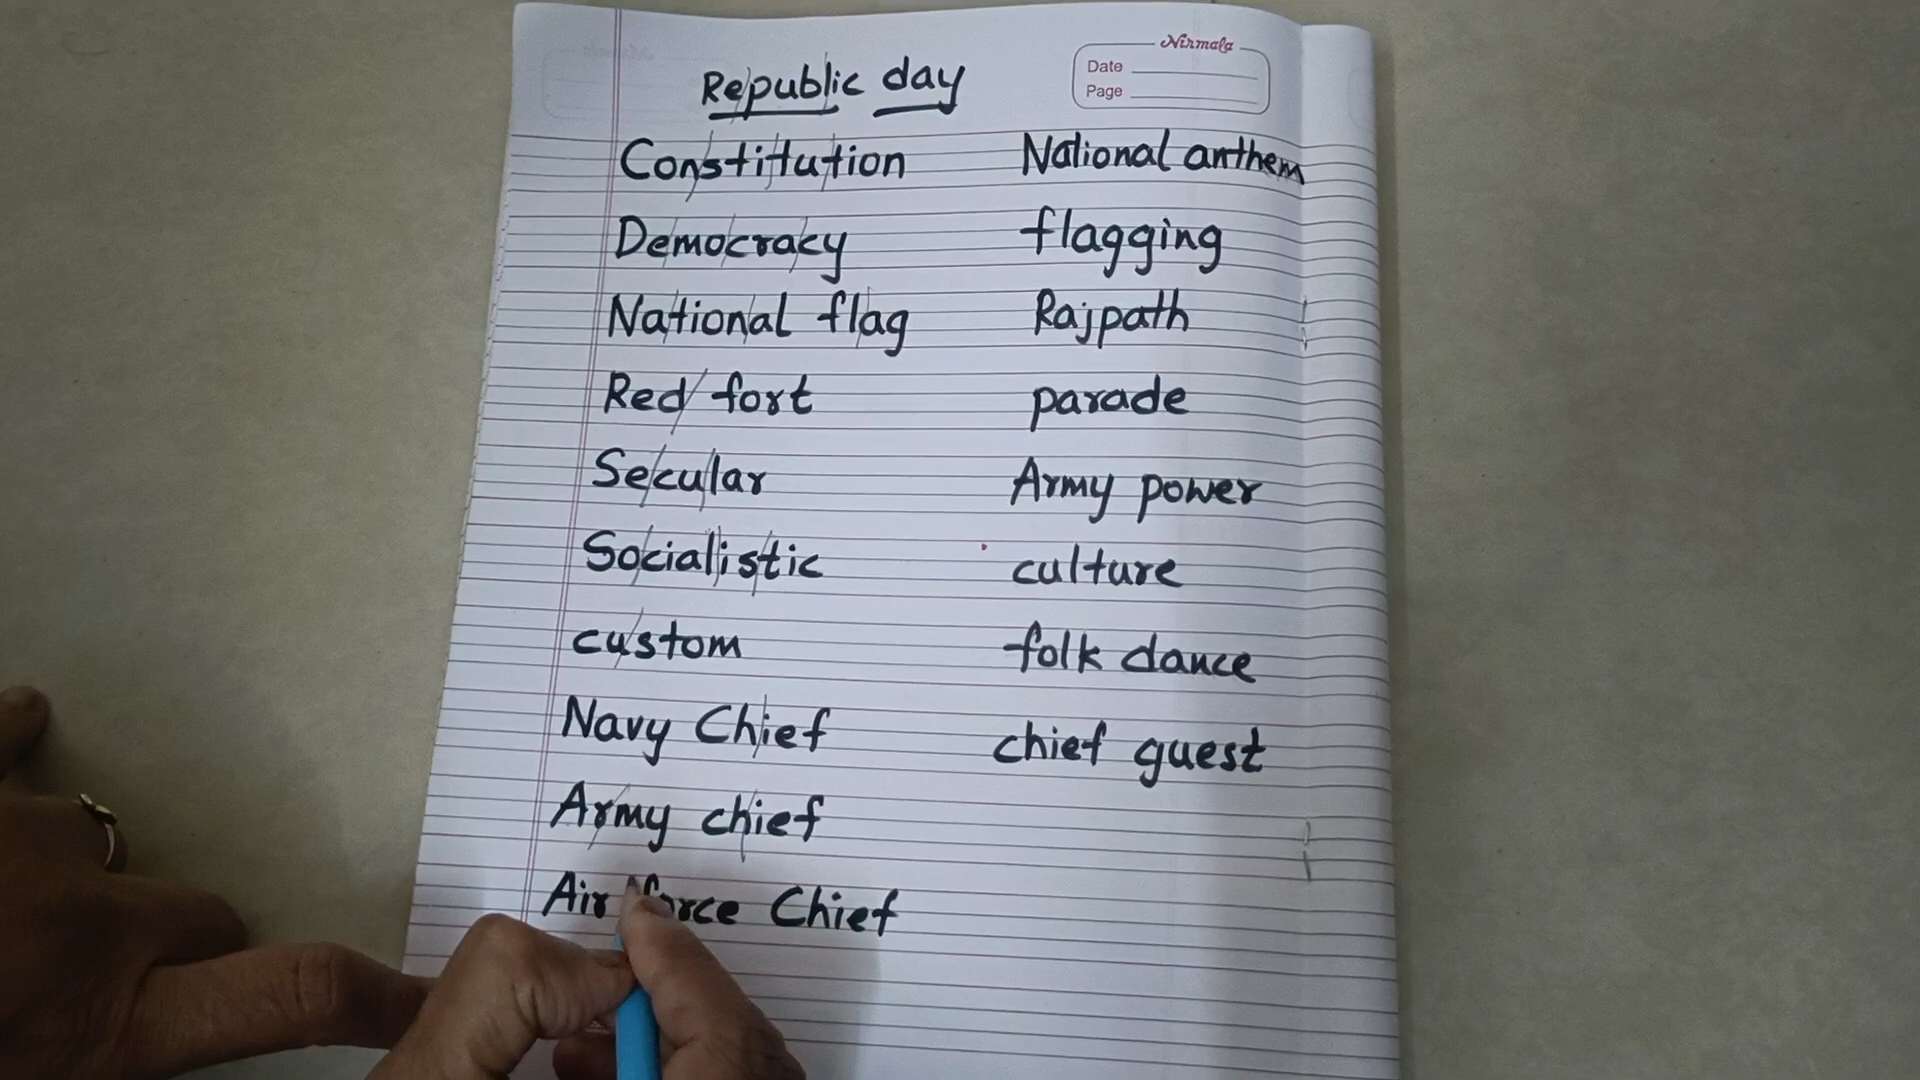 Nirmala
Date
Page
Republic day
Constitution
Democracy
National flag
Red fort
Secular
Socialistic
custom
Navy Chief
Army chief
Air force Chief
National anthem
flagging
Rajpath
parade
Army power
culture
folk dance
chief guest